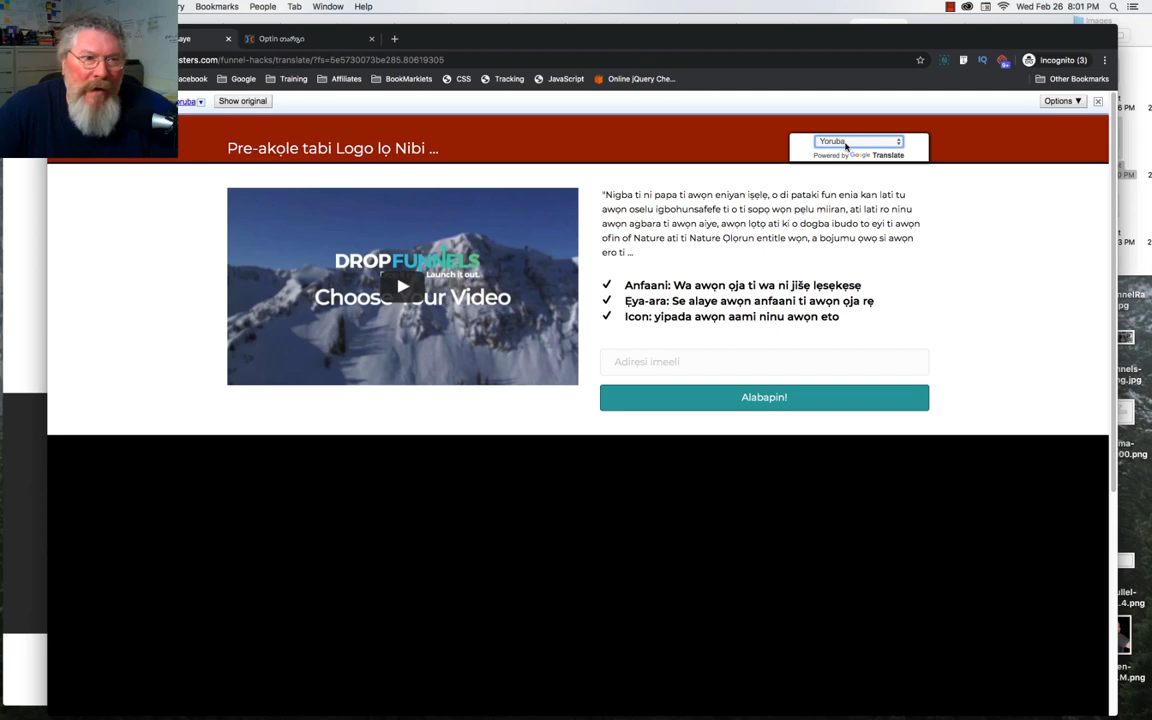 Bookmarks People Tab Window Help
Wed Feb 26 8:01 PM
Images
Optin თარგი
sters.com/funnel-hacks/translate/?fs=5e5730073be285.80619305
Incognito (3)
Google Training Affiliates BookMarklets CSS Tracking JavaScript Online jQuery Che... Other Bookmarks
Show original
Options ▼
Pre-akọle tabi Logo lọ Nibi ...
Yoruba
Powered by Google Translate
"Nigba ti ni papa ti awọn eniyan iṣẹlẹ, o di pataki fun enia kan lati tu
awọn oselu igbohunsafefe ti o ti sopọ wọn pẹlu miiran, ati lati ro ninu
awọn agbara ti awọn aiye, awọn lọtọ ati ki o dogba ibudo to eyi ti awọn
ofin of Nature ati ti Nature Ọlọrun entitle wọn, a bojumu ọwọ si awọn
ero ti ...
DROPFUNNELS
Launch it out.
Choose Your Video
✓ Anfaani: Wa awọn ọja ti wa ni jišẹ lẹsẹkẹsẹ
✓ Ẹya-ara: Se alaye awọn anfaani ti awọn ọja rẹ
✓ Icon: yipada awọn aami ninu awọn eto
Adirẹsi imeeli
Alabapin!